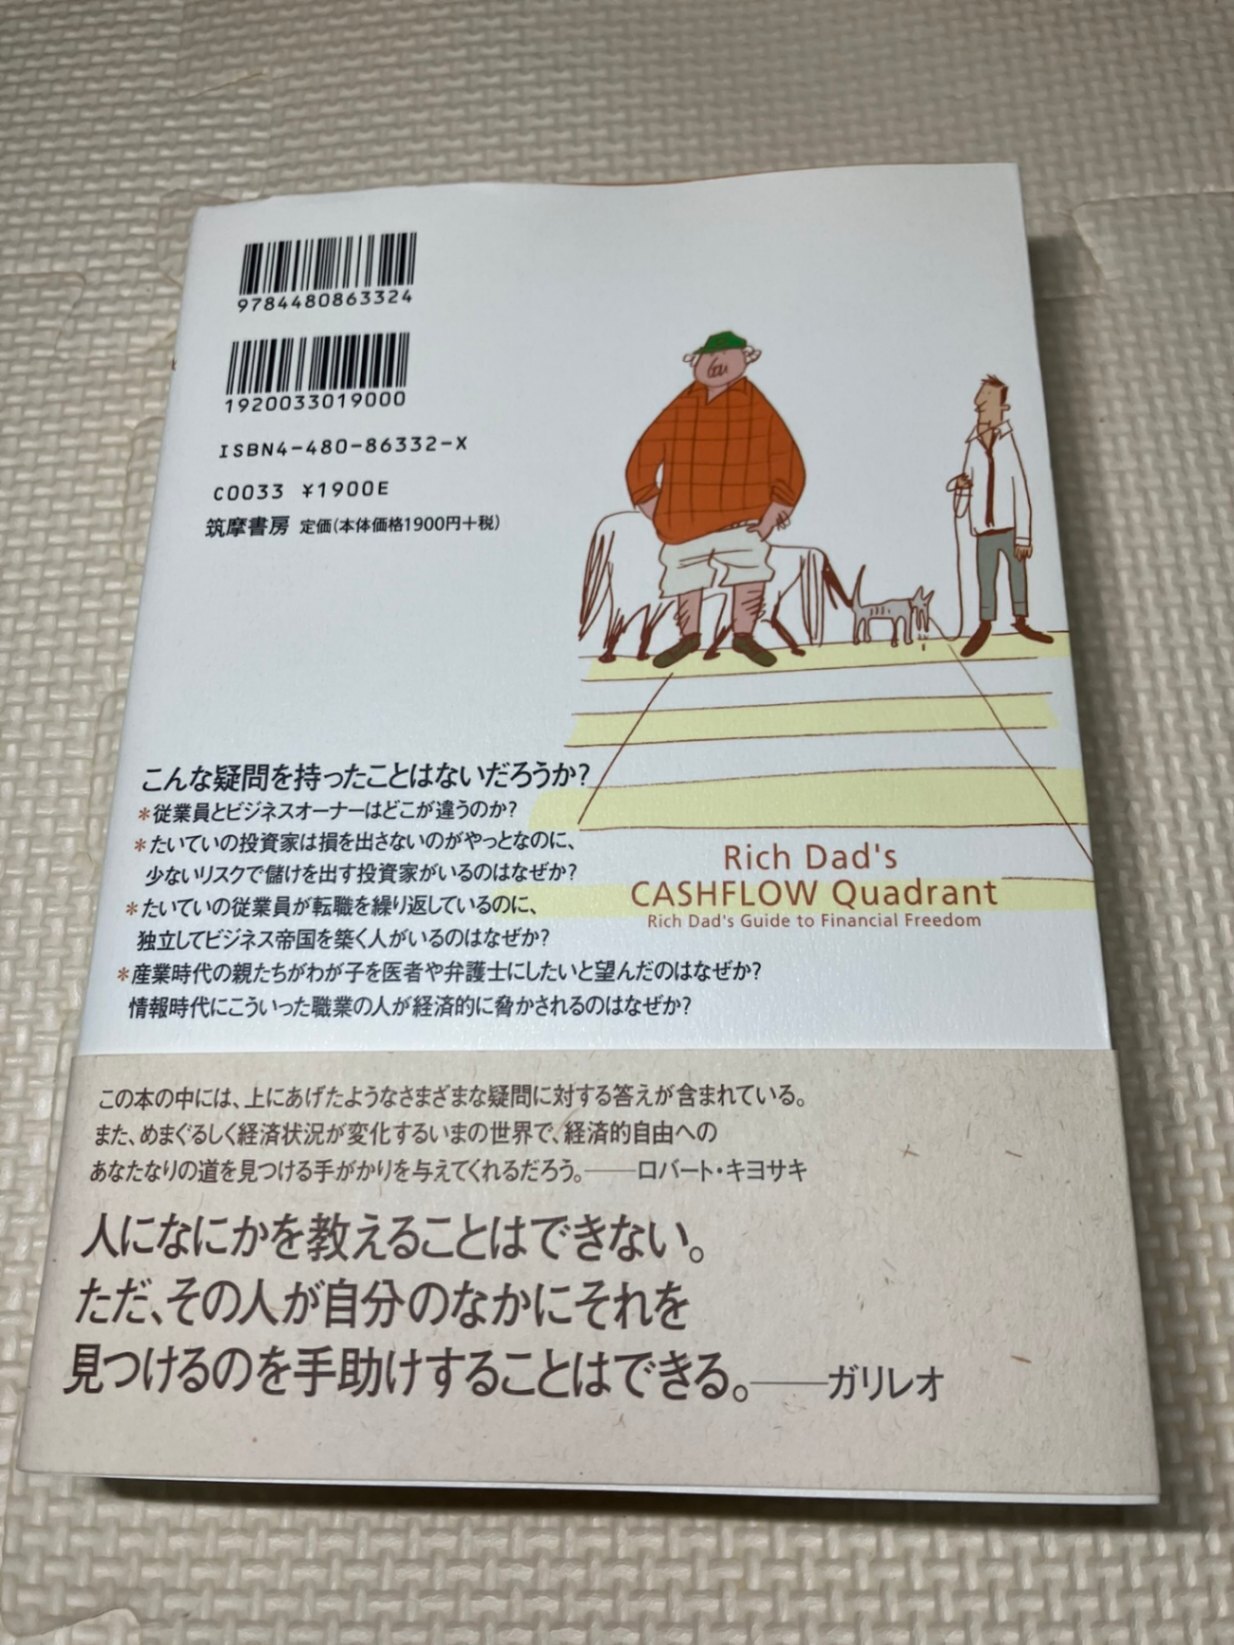 9784480863324
1920033019000
ISBN4-480-86332-X
C0033 ¥1900E
筑摩書房 定価(本体価格1900円+税)
こんな疑問を持ったことはないだろうか?
*従業員とビジネスオーナーはどこが違うのか?
*たいていの投資家は損を出さないのがやっとなのに、
少ないリスクで儲けを出す投資家がいるのはなぜか?
*たいていの従業員が転職を繰り返しているのに、
独立してビジネス帝国を築く人がいるのはなぜか?
*産業時代の親たちがわが子を医者や弁護士にしたいと望んだのはなぜか?
情報時代にこういった職業の人が経済的に脅かされるのはなぜか?
Rich Dad's
CASHFLOW Quadrant
Rich Dad's Guide to Financial Freedom
この本の中には、上にあげたようなさまざまな疑問に対する答えが含まれている。
また、めまぐるしく経済状況が変化するいまの世界で、経済的自由への
あなたなりの道を見つける手がかりを与えてくれるだろう。――ロバート・キヨサキ
人になにかを教えることはできない。
ただ、その人が自分のなかにそれを
見つけるのを手助けすることはできる。――ガリレオ